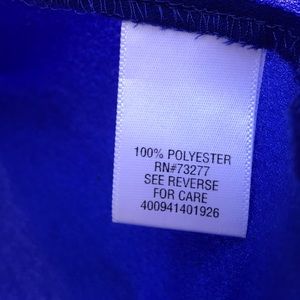 100% POLYESTER
RN#73277
SEE REVERSE
FOR CARE
400941401926